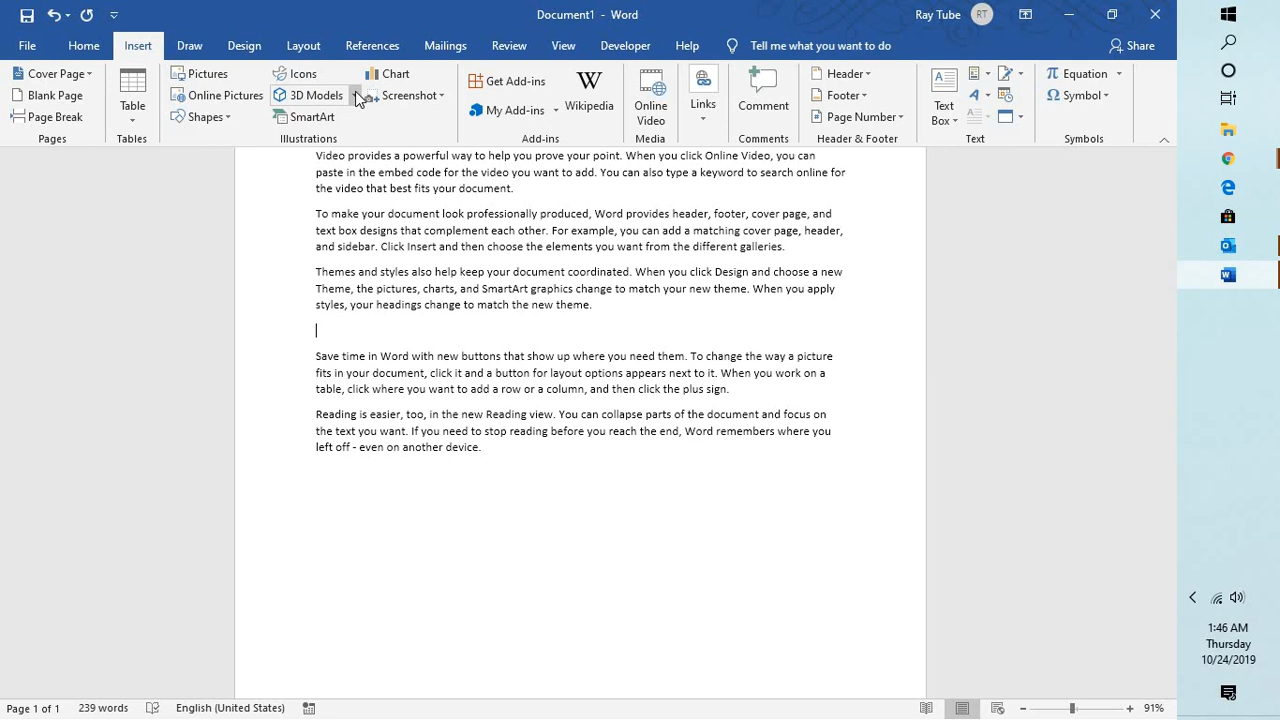 Document1 - Word
Ray Tube RT
File Home Insert Draw Design Layout References Mailings Review View Developer Help Tell me what you want to do Share
Cover Page
Blank Page
Page Break
Pages
Table
Tables
Pictures
Online Pictures
Shapes
Icons
3D Models
SmartArt
Chart
Screenshot
Illustrations
Get Add-ins
My Add-ins
W
Wikipedia
Add-ins
Online
Video
Media
Links
Comment
Comments
Header
Footer
Page Number
Header & Footer
Text
Box
Text
Equation
Symbol
Symbols
Video provides a powerful way to help you prove your point. When you click Online Video, you can
paste in the embed code for the video you want to add. You can also type a keyword to search online for
the video that best fits your document.
To make your document look professionally produced, Word provides header, footer, cover page, and
text box designs that complement each other. For example, you can add a matching cover page, header,
and sidebar. Click Insert and then choose the elements you want from the different galleries.
Themes and styles also help keep your document coordinated. When you click Design and choose a new
Theme, the pictures, charts, and SmartArt graphics change to match your new theme. When you apply
styles, your headings change to match the new theme.
Save time in Word with new buttons that show up where you need them. To change the way a picture
fits in your document, click it and a button for layout options appears next to it. When you work on a
table, click where you want to add a row or a column, and then click the plus sign.
Reading is easier, too, in the new Reading view. You can collapse parts of the document and focus on
the text you want. If you need to stop reading before you reach the end, Word remembers where you
left off - even on another device.
1:46 AM
Thursday
10/24/2019
Page 1 of 1 239 words English (United States) 91%